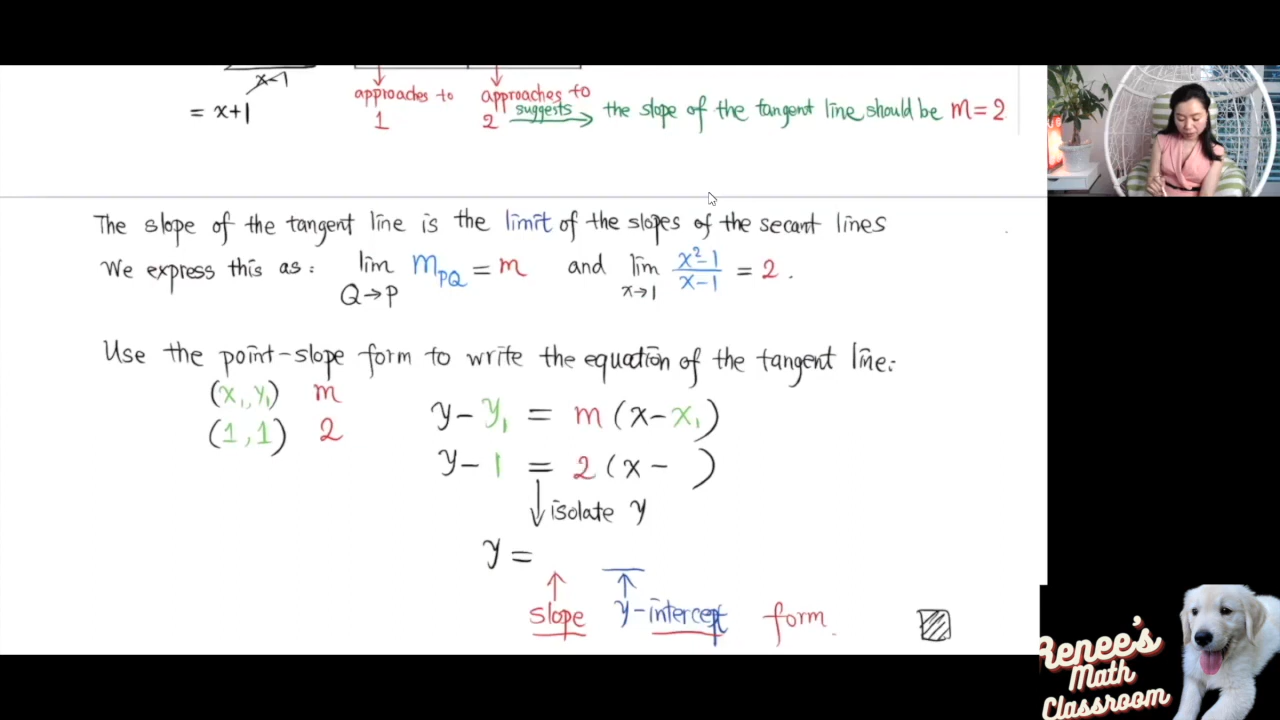 x-1
= x+1
approaches to
1
approaches to
2 suggests the slope of the tangent line should be m = 2
The slope of the tangent line is the limit of the slopes of the secant lines
We express this as: lim Q→P m_PQ = m and lim x→1 x²-1 / x-1 = 2.
Use the point-slope form to write the equation of the tangent line:
(x₁, y₁) m
(1, 1) 2
y - y₁ = m (x - x₁)
y - 1 = 2 (x - )
isolate y
y =
slope y-intercept form.
Renee's
Math
Classroom